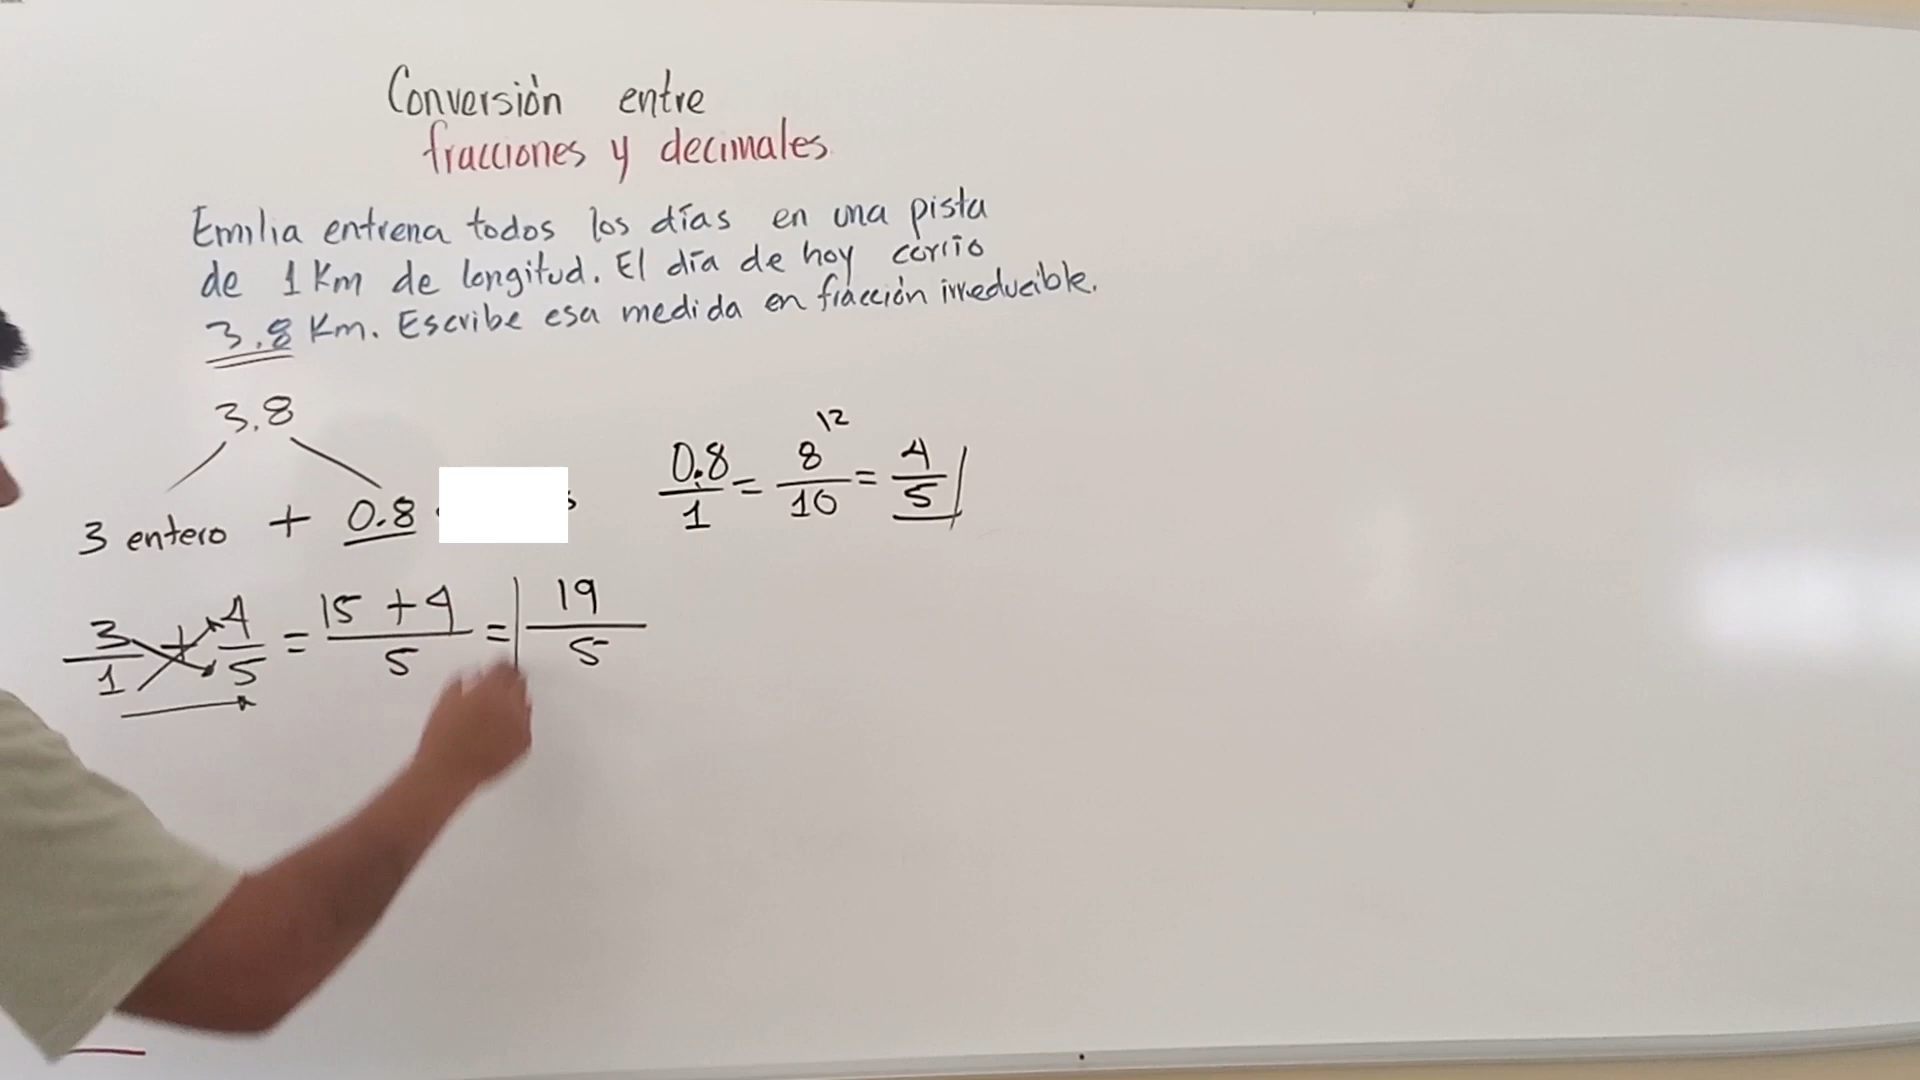 Conversión entre
fracciones y decimales
Emilia entrena todos los días en una pista
de 1 Km de longitud. El día de hoy corrio
3.8 Km. Escribe esa medida en fracción irreducible.
3.8
3 entero + 0.8
0.8/1 = 8/10 12 = 4/5
3/1 + 4/5 = 15 + 4/5 = 19/5